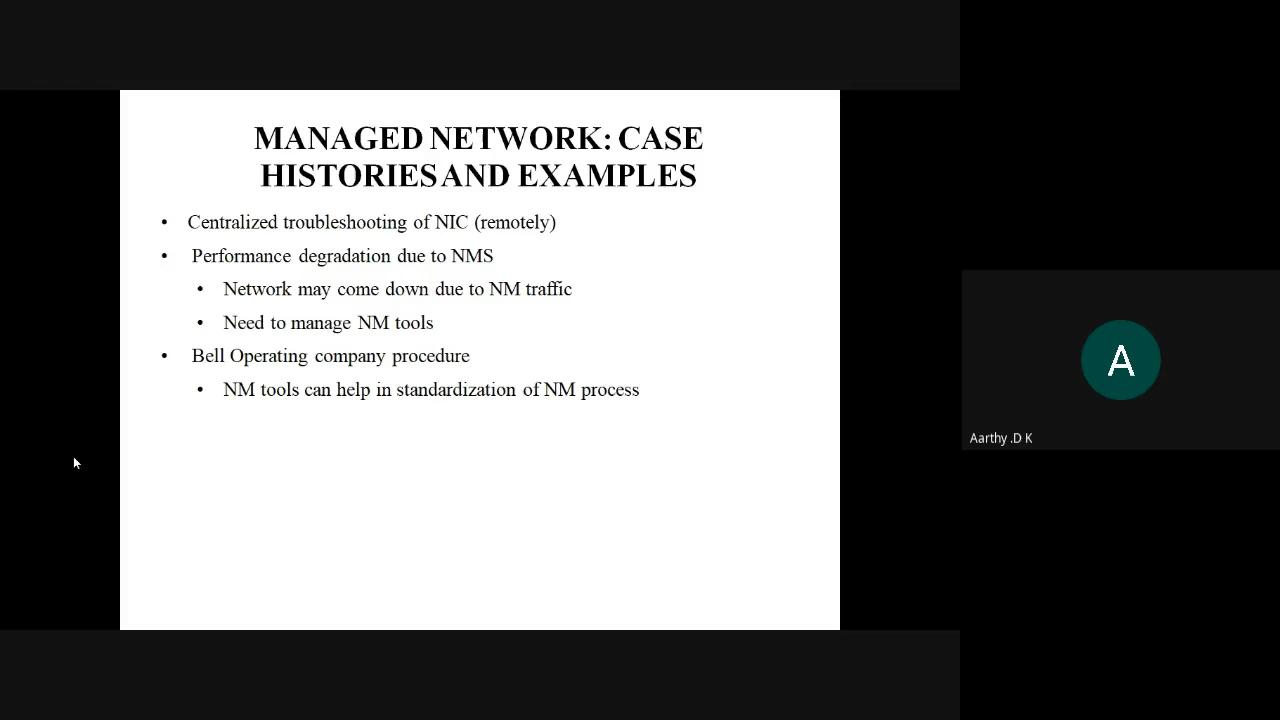 MANAGED NETWORK: CASE
HISTORIES AND EXAMPLES
• Centralized troubleshooting of NIC (remotely)
• Performance degradation due to NMS
• Network may come down due to NM traffic
• Need to manage NM tools
• Bell Operating company procedure
• NM tools can help in standardization of NM process
A
Aarthy .D K